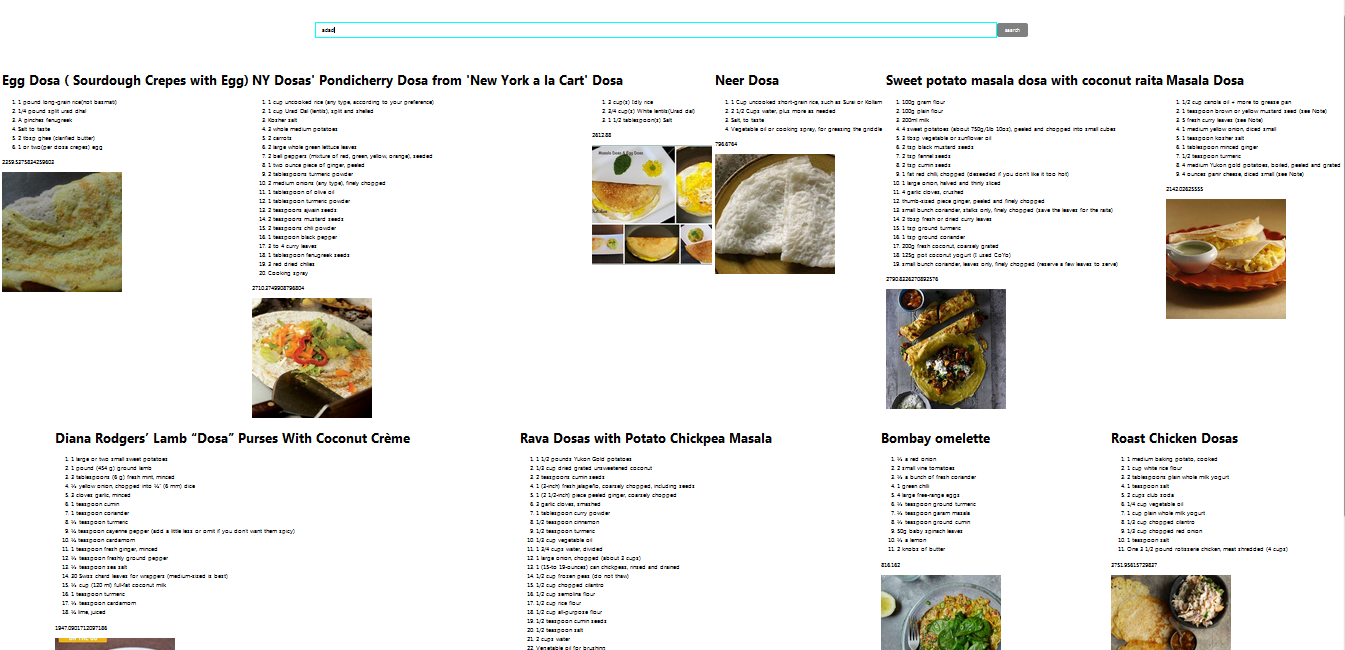 adad
search
Egg Dosa ( Sourdough Crepes with Egg)
1. 1 pound long-grain rice(not basmati)
2. 1/4 pound split urad dhal
3. A pinches fenugreek
4. Salt to taste
5. 2 tbsp ghee (clarified butter)
6. 1 or two(per dosa crepes) egg
2259.5275834259603
NY Dosas' Pondicherry Dosa from 'New York a la Cart'
1. 1 cup uncooked rice (any type, according to your preference)
2. 1 cup Urad Dal (lentils), split and shelled
3. Kosher salt
4. 3 whole medium potatoes
5. 2 carrots
6. 2 large whole green lettuce leaves
7. 2 bell peppers (mixture of red, green, yellow, orange), seeded
8. 1 two ounce piece of ginger, peeled
9. 2 tablespoons turmeric powder
10. 2 medium onions (any type), finely chopped
11. 1 tablespoon of olive oil
12. 1 tablespoon turmeric powder
13. 2 teaspoons ajwain seeds
14. 2 teaspoons mustard seeds
15. 2 teaspoons chili powder
16. 1 teaspoon black pepper
17. 3 to 4 curry leaves
18. 1 tablespoon fenugreek seeds
19. 3 red dried chilies
20. Cooking spray
2710.3749908796804
Dosa
1. 3 cup(s) Idly rice
2. 3/4 cup(s) White lentils(Urad dal)
3. 1 1/2 tablespoon(s) Salt
2612.88
Masala Dosa & Egg Dosa
Neer Dosa
1. 1 Cup uncooked short-grain rice, such as Surai or Kollam
2. 2 1/2 Cups water, plus more as needed
3. Salt, to taste
4. Vegetable oil or cooking spray, for greasing the griddle
796.6764
Sweet potato masala dosa with coconut raita
1. 100g gram flour
2. 100g plain flour
3. 200ml milk
4. 4 sweet potatoes (about 750g/1lb 10oz), peeled and chopped into small cubes
5. 3 tbsp vegetable or sunflower oil
6. 2 tsp black mustard seeds
7. 2 tsp fennel seeds
8. 2 tsp cumin seeds
9. 1 fat red chili, chopped (deseeded if you don't like it too hot)
10. 1 large onion, halved and thinly sliced
11. 4 garlic cloves, crushed
12. thumb-sized piece ginger, peeled and finely chopped
13. small bunch coriander, stalks only, finely chopped (save the leaves for the raita)
14. 2 tbsp fresh or dried curry leaves
15. 1 tsp ground turmeric
16. 1 tsp ground coriander
17. 200g fresh coconut, coarsely grated
18. 125g pot coconut yogurt (I used CoYo)
19. small bunch coriander, leaves only, finely chopped (reserve a few leaves to serve)
2790.8226270892576
Masala Dosa
1. 1/2 cup canola oil + more to grease pan
2. 1 teaspoon brown or yellow mustard seed (see Note)
3. 5 fresh curry leaves (see Note)
4. 1 medium yellow onion, diced small
5. 1 teaspoon kosher salt
6. 1 tablespoon minced ginger
7. 1/2 teaspoon turmeric
8. 4 medium Yukon gold potatoes, boiled, peeled and grated
9. 4 ounces panir cheese, diced small (see Note)
2142.02625555
Diana Rodgers’ Lamb “Dosa” Purses With Coconut Crème
1. 1 large or two small sweet potatoes
2. 1 pound (454 g) ground lamb
3. 3 tablespoons (6 g) fresh mint, minced
4. ½ yellow onion, chopped into ¼″ (6 mm) dice
5. 3 cloves garlic, minced
6. 1 teaspoon cumin
7. 1 teaspoon coriander
8. ½ teaspoon turmeric
9. ½ teaspoon cayenne pepper (add a little less or omit if you don't want them spicy)
10. ½ teaspoon cardamom
11. 1 teaspoon fresh ginger, minced
12. ½ teaspoon freshly ground pepper
13. ½ teaspoon sea salt
14. 20 Swiss chard leaves for wrappers (medium-sized is best)
15. ½ cup (120 ml) full-fat coconut milk
16. 1 teaspoon turmeric
17. ½ teaspoon cardamom
18. ½ lime, juiced
1947.0901712097186
Rava Dosas with Potato Chickpea Masala
1. 1 1/2 pounds Yukon Gold potatoes
2. 1/2 cup dried grated unsweetened coconut
3. 2 teaspoons cumin seeds
4. 1 (3-inch) fresh jalapeño, coarsely chopped, including seeds
5. 1 (2 1/2-inch) piece peeled ginger, coarsely chopped
6. 3 garlic cloves, smashed
7. 1 tablespoon curry powder
8. 1/2 teaspoon cinnamon
9. 1/2 teaspoon turmeric
10. 1/2 cup vegetable oil
11. 1 3/4 cups water, divided
12. 1 large onion, chopped (about 2 cups)
13. 1 (15-to 19-ounces) can chickpeas, rinsed and drained
14. 1/2 cup frozen peas (do not thaw)
15. 1/2 cup chopped cilantro
16. 1/2 cup semolina flour
17. 1/2 cup rice flour
18. 1/2 cup all-purpose flour
19. 1/2 teaspoon cumin seeds
20. 1/2 teaspoon salt
21. 2 cups water
22. Vegetable oil for brushing
Bombay omelette
1. ½ a red onion
2. 2 small vine tomatoes
3. ½ a bunch of fresh coriander
4. 1 green chili
5. 4 large free-range eggs
6. ½ teaspoon ground turmeric
7. ½ teaspoon garam masala
8. ½ teaspoon ground cumin
9. 50g baby spinach leaves
10. ½ a lemon
11. 2 knobs of butter
816.162
Roast Chicken Dosas
1. 1 medium baking potato, cooked
2. 1 cup white rice flour
3. 2 tablespoons plain whole milk yogurt
4. 1 teaspoon salt
5. 2 cups club soda
6. 1/4 cup vegetable oil
7. 1 cup plain whole milk yogurt
8. 1/2 cup chopped cilantro
9. 1/2 cup chopped red onion
10. 1 teaspoon salt
11. One 3 1/2 pound rotisserie chicken, meat shredded (4 cups)
2751.95615729827